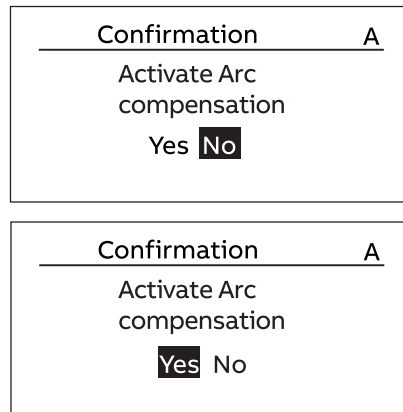 Confirmation A
Activate Arc
compensation
Yes No
Confirmation A
Activate Arc
compensation
Yes No